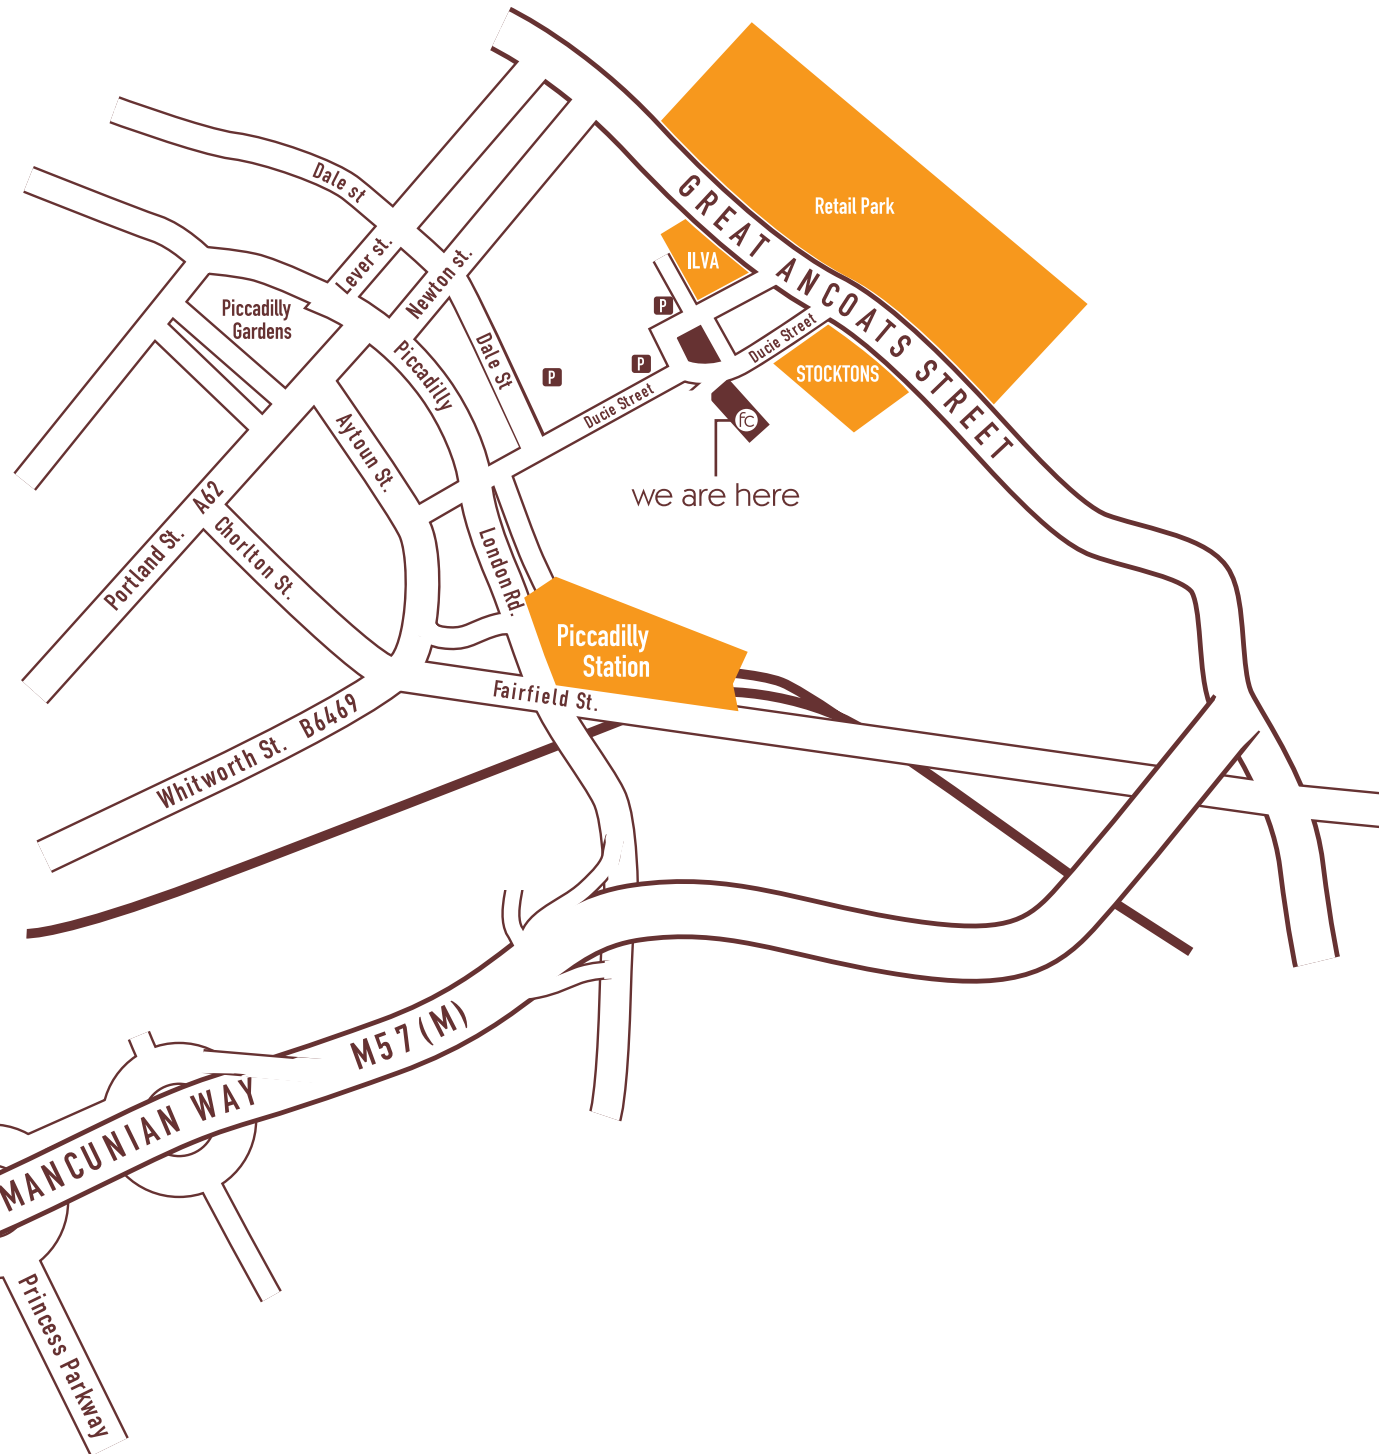 Dale st
Lever st.
Newton st.
Piccadilly
Gardens
Piccadilly
Dale St
Aytoun St.
GREAT ANCOATS STREET
Retail Park
ILVA
P
P
P
Ducie Street
Ducie Street
STOCKTONS
fc
we are here
A62
Portland St.
Chorlton St.
London Rd.
Piccadilly
Station
Fairfield St.
Whitworth St. B6469
M57(M)
MANCUNIAN WAY
Princess Parkway